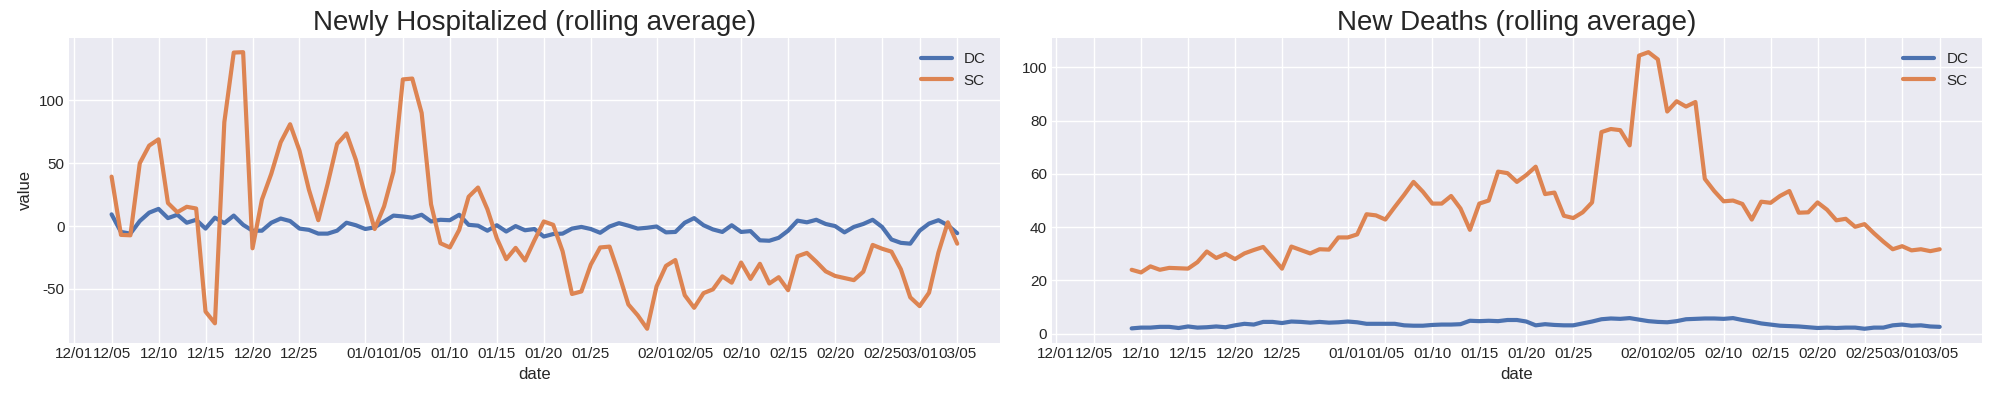 Newly Hospitalized (rolling average)
DC
SC
100
50
0
-50
value
12/01 12/05 12/10 12/15 12/20 12/25 01/01 01/05 01/10 01/15 01/20 01/25 02/01 02/05 02/10 02/15 02/20 02/25 03/01 03/05
date
New Deaths (rolling average)
DC
SC
100
80
60
40
20
0
12/01 12/05 12/10 12/15 12/20 12/25 01/01 01/05 01/10 01/15 01/20 01/25 02/01 02/05 02/10 02/15 02/20 02/25 03/01 03/05
date